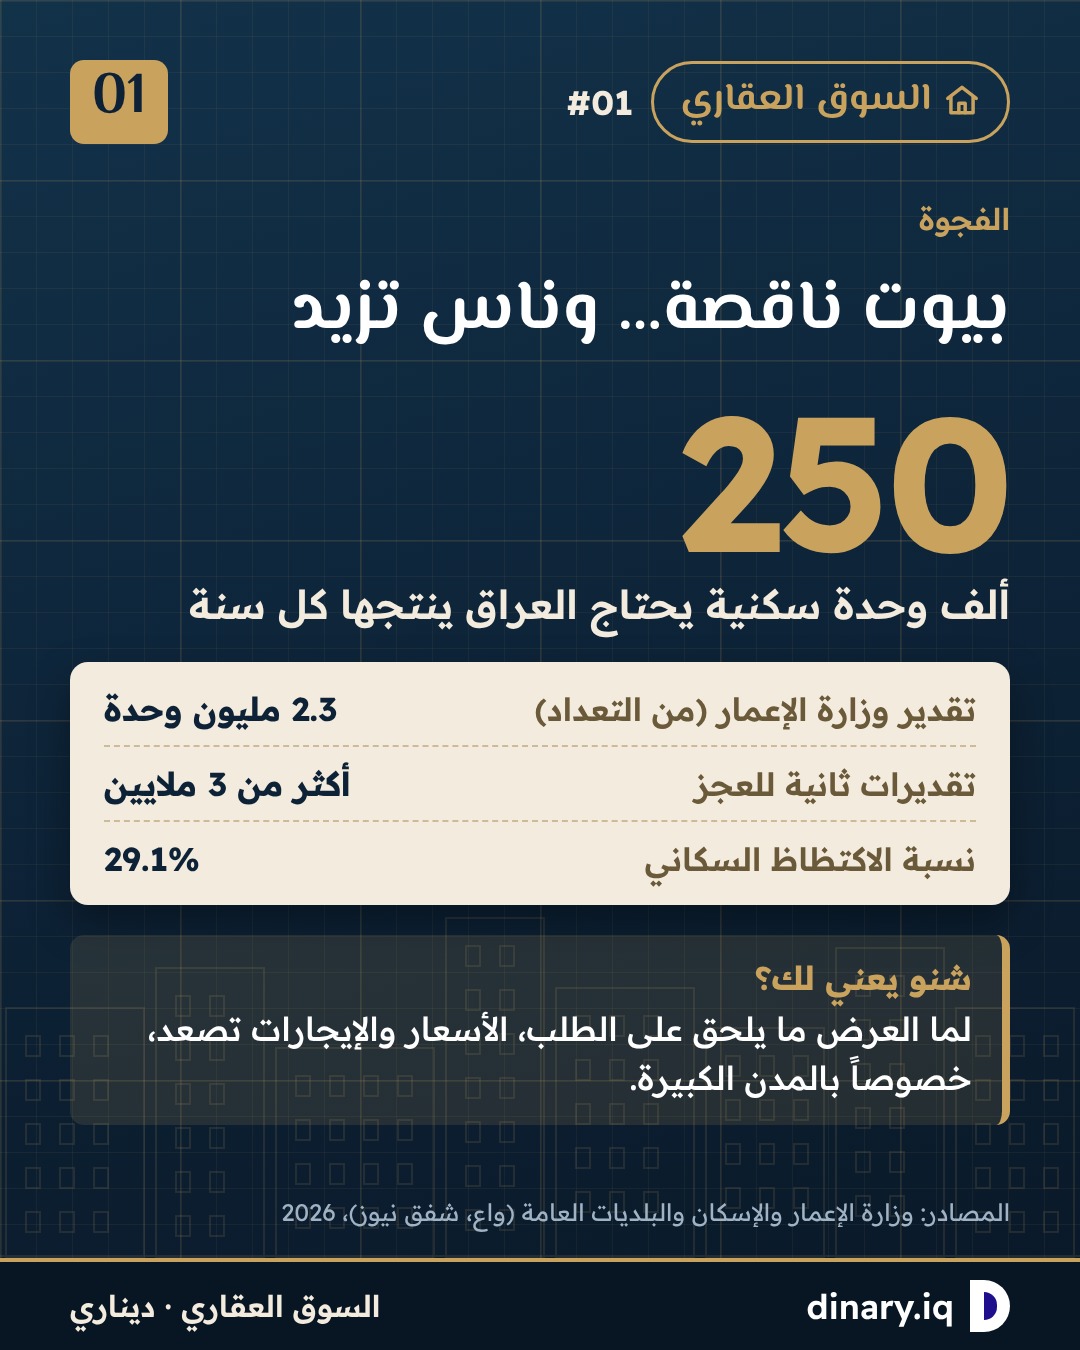 السوق العقاري
#01
01
الفجوة
بيوت ناقصة... وناس تزيد
250
ألف وحدة سكنية يحتاج العراق ينتجها كل سنة
تقدير وزارة الإعمار (من التعداد) 2.3 مليون وحدة
تقديرات ثانية للعجز أكثر من 3 ملايين
نسبة الاكتظاظ السكاني 29.1%
شنو يعني لك؟
لما العرض ما يلحق على الطلب، الأسعار والإيجارات تصعد،
خصوصاً بالمدن الكبيرة.
المصادر: وزارة الإعمار والإسكان والبلديات العامة (واع، شفق نيوز)، 2026
dinary.iq
السوق العقاري · ديناري